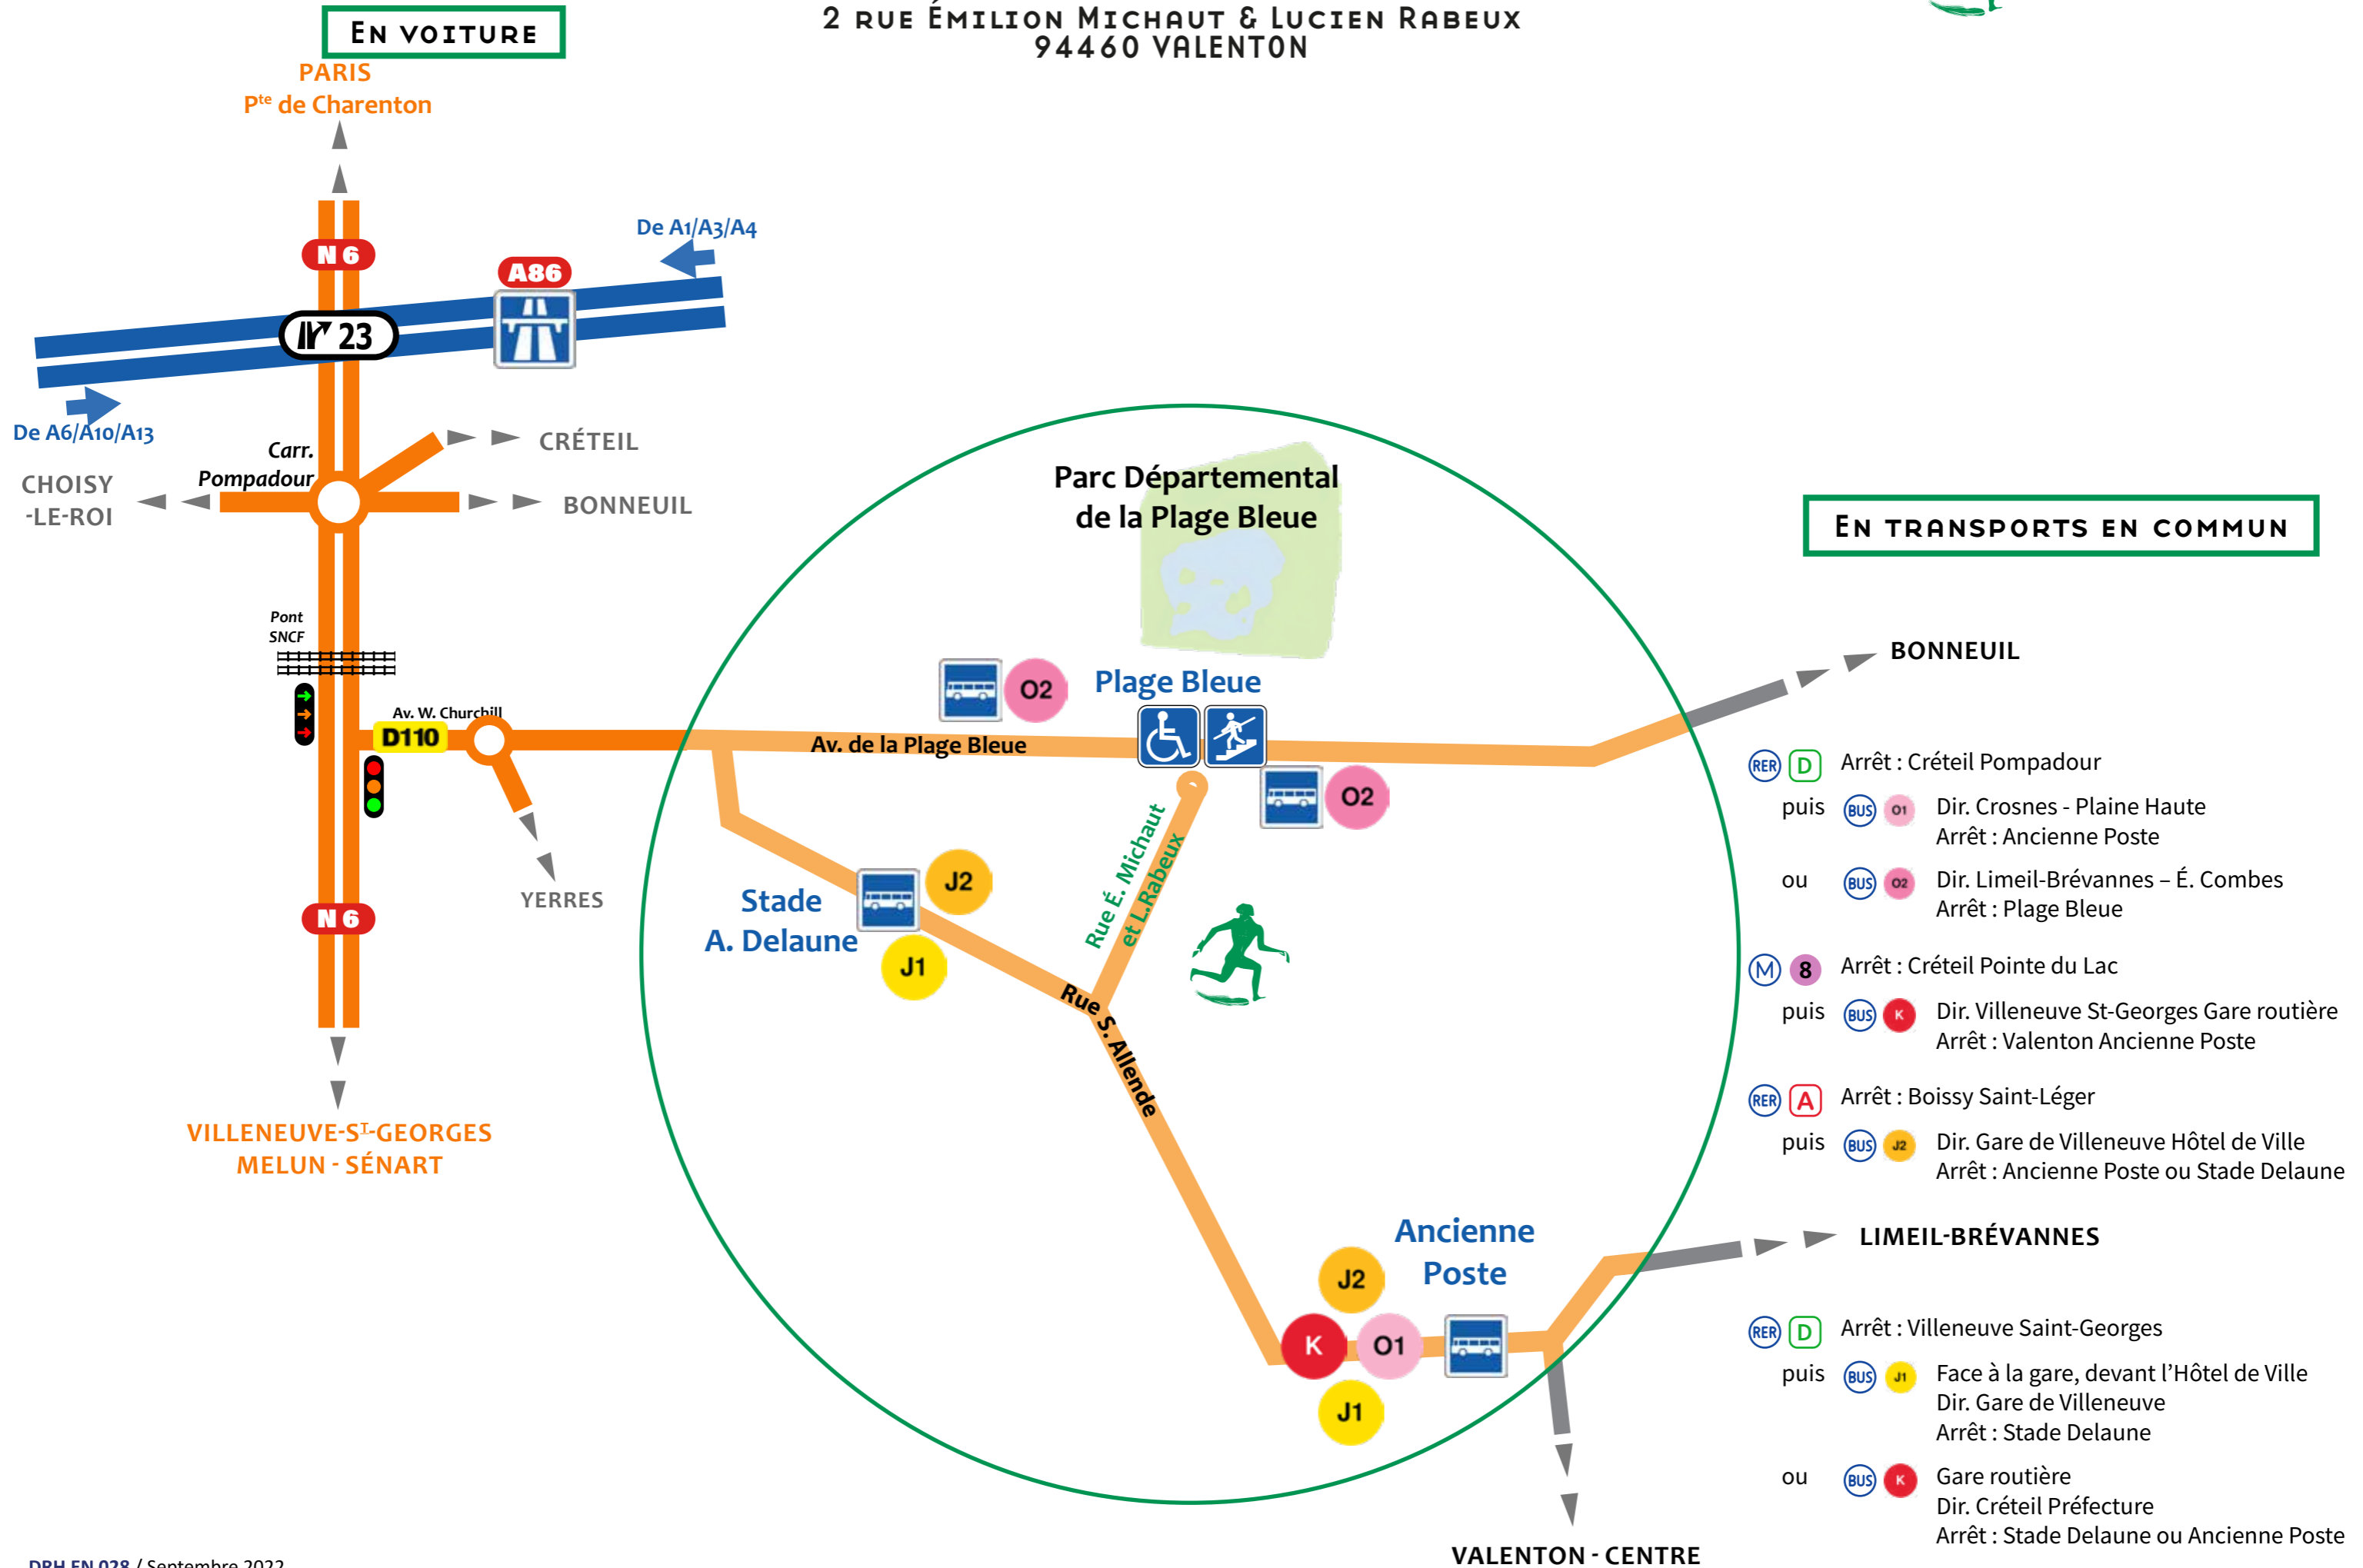 EN VOITURE
2 RUE ÉMILION MICHAUT & LUCIEN RABEUX
94460 VALENTON
PARIS
Pte de Charenton
N 6
De A1/A3/A4
A86
23
De A6/A10/A13
Carr.
Pompadour
CRÉTEIL
CHOISY
-LE-ROI
BONNEUIL
Pont
SNCF
Av. W. Churchill
D110
YERRES
N 6
VILLENEUVE-ST-GEORGES
MELUN - SÉNART
Parc Départemental
de la Plage Bleue
O2
Plage Bleue
Av. de la Plage Bleue
O2
Rue É. Michaut
et L.Rabeux
Stade
A. Delaune
J2
J1
Rue S. Allende
Ancienne
Poste
J2
K
O1
J1
BONNEUIL
LIMEIL-BRÉVANNES
VALENTON - CENTRE
EN TRANSPORTS EN COMMUN
RER D Arrêt : Créteil Pompadour
puis BUS O1 Dir. Crosnes - Plaine Haute
Arrêt : Ancienne Poste
ou BUS O2 Dir. Limeil-Brévannes – É. Combes
Arrêt : Plage Bleue
M 8 Arrêt : Créteil Pointe du Lac
puis BUS K Dir. Villeneuve St-Georges Gare routière
Arrêt : Valenton Ancienne Poste
RER A Arrêt : Boissy Saint-Léger
puis BUS J2 Dir. Gare de Villeneuve Hôtel de Ville
Arrêt : Ancienne Poste ou Stade Delaune
RER D Arrêt : Villeneuve Saint-Georges
puis BUS J1 Face à la gare, devant l'Hôtel de Ville
Dir. Gare de Villeneuve
Arrêt : Stade Delaune
ou BUS K Gare routière
Dir. Créteil Préfecture
Arrêt : Stade Delaune ou Ancienne Poste
DRH EN 028 / Septembre 2022